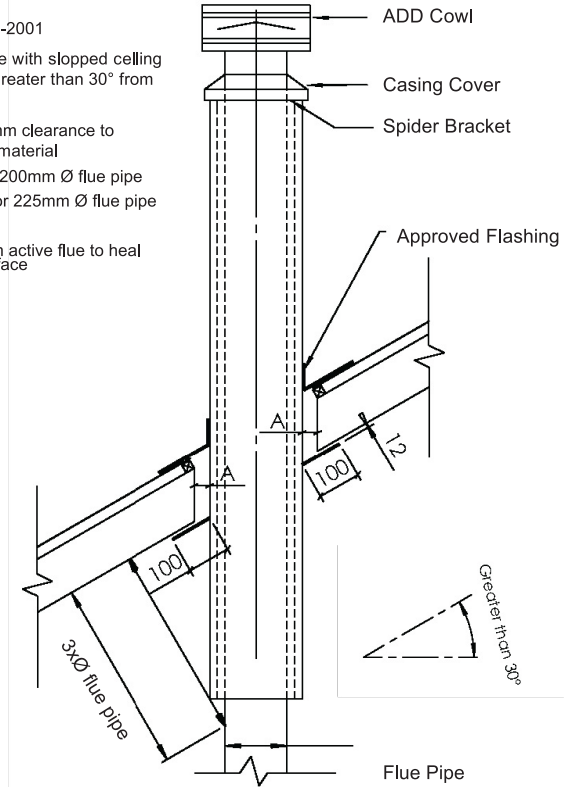 -2001
e with slopped celling
reater than 30° from
m clearance to
material
200mm Ø flue pipe
or 225mm Ø flue pipe
active flue to heal
face
ADD Cowl
Casing Cover
Spider Bracket
Approved Flashing
A
A
12
100
100
3xØ flue pipe
Greater than 30°
Flue Pipe